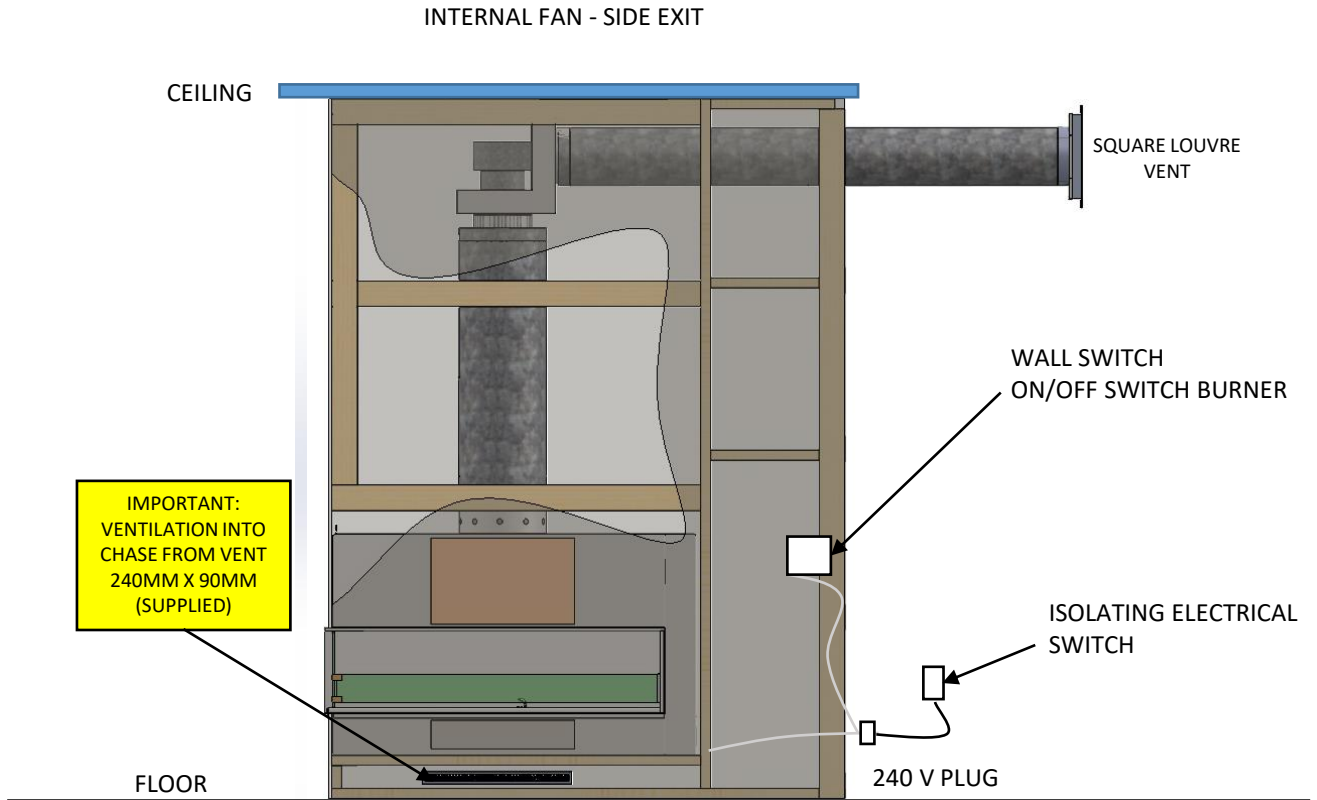 INTERNAL FAN - SIDE EXIT
CEILING
SQUARE LOUVRE
VENT
WALL SWITCH
ON/OFF SWITCH BURNER
IMPORTANT:
VENTILATION INTO
CHASE FROM VENT
240MM X 90MM
(SUPPLIED)
ISOLATING ELECTRICAL
SWITCH
FLOOR
240 V PLUG